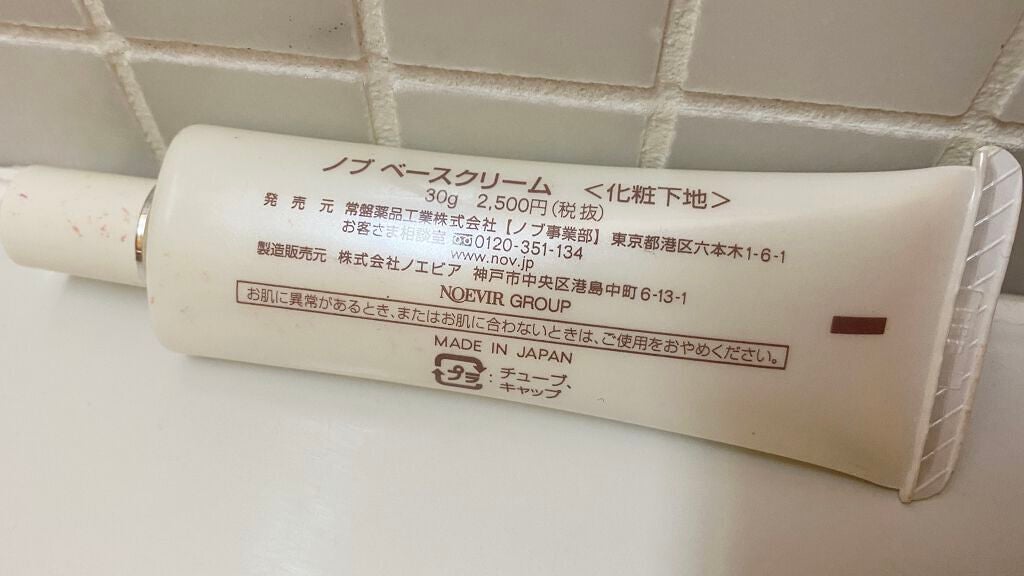 ノブ ベースクリーム <化粧下地>
30g 2,500円(税抜)
発売元 常盤薬品工業株式会社【ノブ事業部】 東京都港区六本木1-6-1
お客さま相談室 0120-351-134
www.nov.jp
製造販売元 株式会社ノエビア 神戸市中央区港島中町6-13-1
NOEVIR GROUP
お肌に異常があるとき、またはお肌に合わないときは、ご使用をおやめください。
MADE IN JAPAN
プラ:チューブ、
キャップ